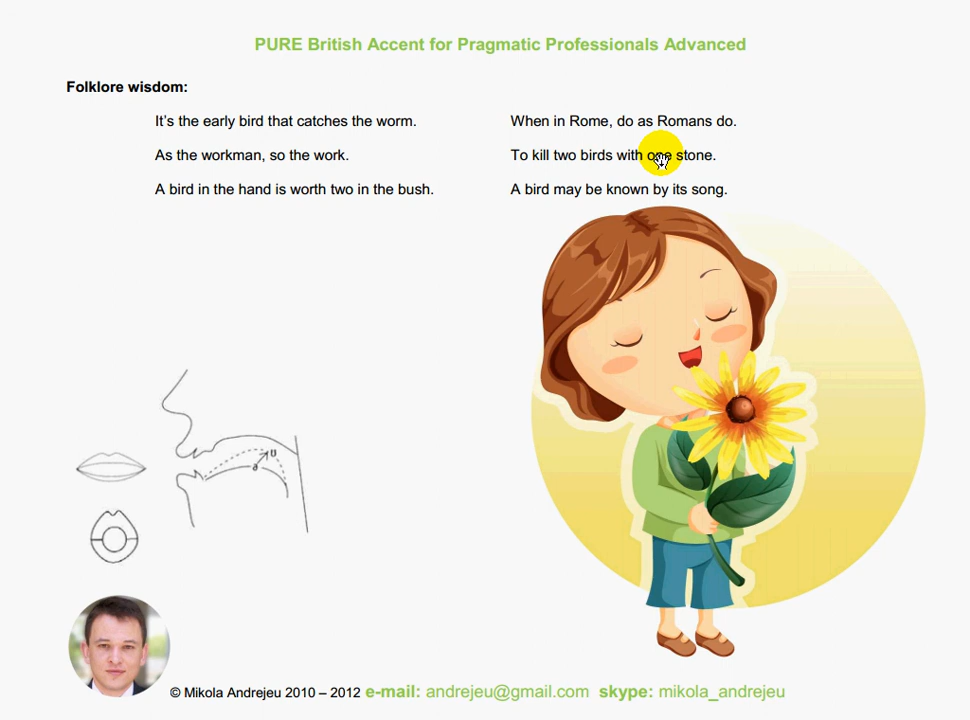 PURE British Accent for Pragmatic Professionals Advanced
Folklore wisdom:
It's the early bird that catches the worm.
When in Rome, do as Romans do.
As the workman, so the work.
To kill two birds with one stone.
A bird in the hand is worth two in the bush.
A bird may be known by its song.
© Mikola Andrejeu 2010 – 2012 e-mail: andrejeu@gmail.com skype: mikola_andrejeu